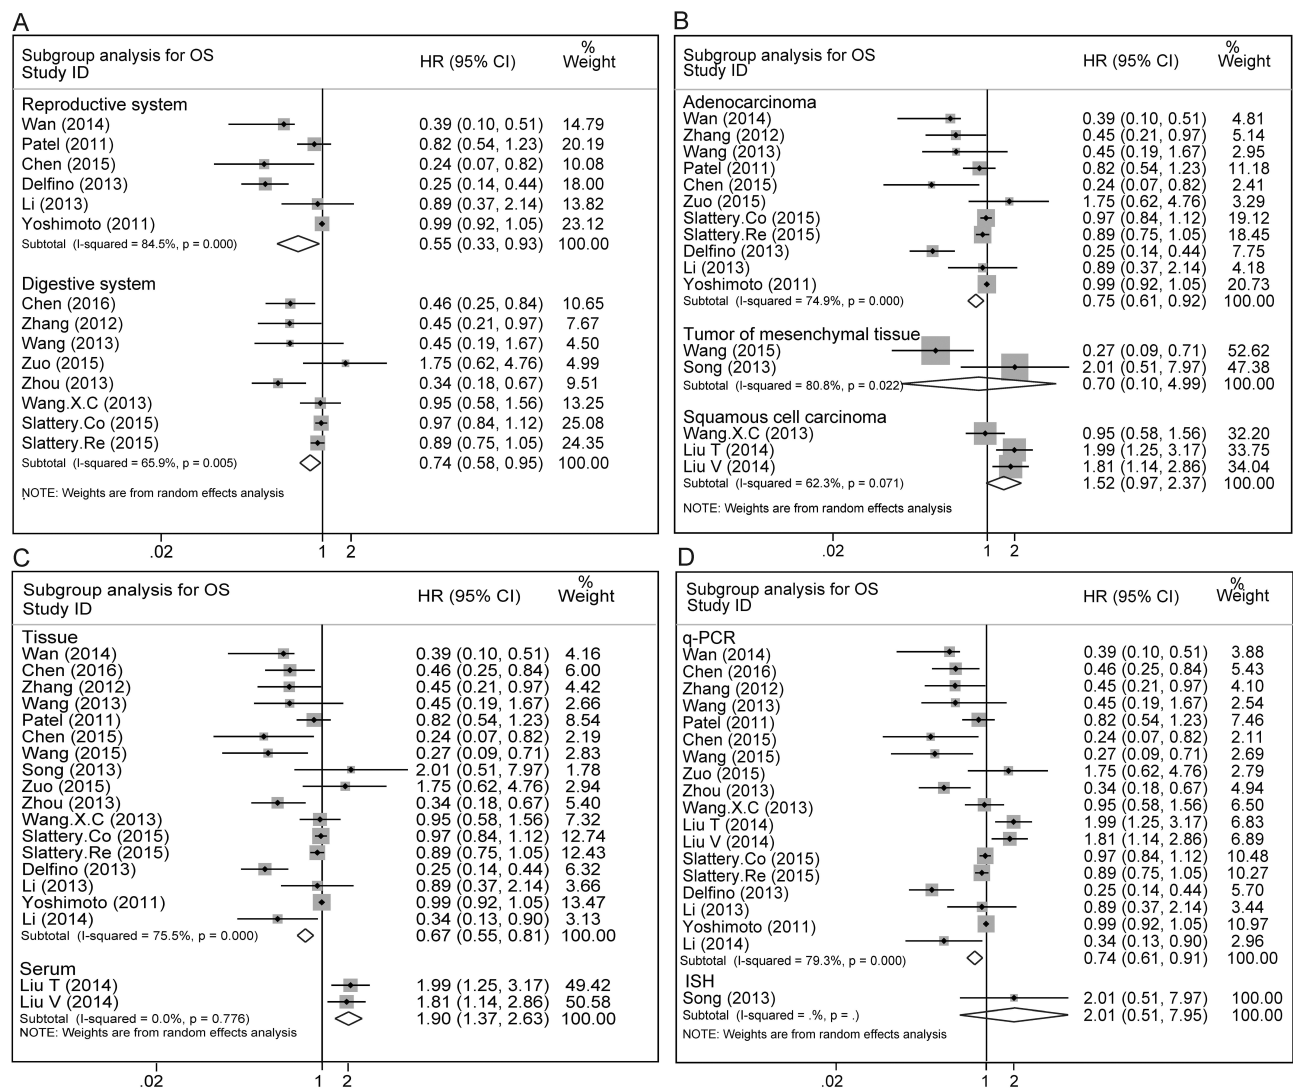 A
Subgroup analysis for OS
Study ID
HR (95% CI)
%
Weight
Reproductive system
Wan (2014) 0.39 (0.10, 0.51) 14.79
Patel (2011) 0.82 (0.54, 1.23) 20.19
Chen (2015) 0.24 (0.07, 0.82) 10.08
Delfino (2013) 0.25 (0.14, 0.44) 18.00
Li (2013) 0.89 (0.37, 2.14) 13.82
Yoshimoto (2011) 0.99 (0.92, 1.05) 23.12
Subtotal (I-squared = 84.5%, p = 0.000) 0.55 (0.33, 0.93) 100.00
Digestive system
Chen (2016) 0.46 (0.25, 0.84) 10.65
Zhang (2012) 0.45 (0.21, 0.97) 7.67
Wang (2013) 0.45 (0.19, 1.67) 4.50
Zuo (2015) 1.75 (0.62, 4.76) 4.99
Zhou (2013) 0.34 (0.18, 0.67) 9.51
Wang.X.C (2013) 0.95 (0.58, 1.56) 13.25
Slattery.Co (2015) 0.97 (0.84, 1.12) 25.08
Slattery.Re (2015) 0.89 (0.75, 1.05) 24.35
Subtotal (I-squared = 65.9%, p = 0.005) 0.74 (0.58, 0.95) 100.00
NOTE: Weights are from random effects analysis
.02 1 2
B
Subgroup analysis for OS
Study ID
HR (95% CI)
%
Weight
Adenocarcinoma
Wan (2014) 0.39 (0.10, 0.51) 4.81
Zhang (2012) 0.45 (0.21, 0.97) 5.14
Wang (2013) 0.45 (0.19, 1.67) 2.95
Patel (2011) 0.82 (0.54, 1.23) 11.18
Chen (2015) 0.24 (0.07, 0.82) 2.41
Zuo (2015) 1.75 (0.62, 4.76) 3.29
Slattery.Co (2015) 0.97 (0.84, 1.12) 19.12
Slattery.Re (2015) 0.89 (0.75, 1.05) 18.45
Delfino (2013) 0.25 (0.14, 0.44) 7.75
Li (2013) 0.89 (0.37, 2.14) 4.18
Yoshimoto (2011) 0.99 (0.92, 1.05) 20.73
Subtotal (I-squared = 74.9%, p = 0.000) 0.75 (0.61, 0.92) 100.00
Tumor of mesenchymal tissue
Wang (2015) 0.27 (0.09, 0.71) 52.62
Song (2013) 2.01 (0.51, 7.97) 47.38
Subtotal (I-squared = 80.8%, p = 0.022) 0.70 (0.10, 4.99) 100.00
Squamous cell carcinoma
Wang.X.C (2013) 0.95 (0.58, 1.56) 32.20
Liu T (2014) 1.99 (1.25, 3.17) 33.75
Liu V (2014) 1.81 (1.14, 2.86) 34.04
Subtotal (I-squared = 62.3%, p = 0.071) 1.52 (0.97, 2.37) 100.00
NOTE: Weights are from random effects analysis
.02 1 2
C
Subgroup analysis for OS
Study ID
HR (95% CI)
%
Weight
Tissue
Wan (2014) 0.39 (0.10, 0.51) 4.16
Chen (2016) 0.46 (0.25, 0.84) 6.00
Zhang (2012) 0.45 (0.21, 0.97) 4.42
Wang (2013) 0.45 (0.19, 1.67) 2.66
Patel (2011) 0.82 (0.54, 1.23) 8.54
Chen (2015) 0.24 (0.07, 0.82) 2.19
Wang (2015) 0.27 (0.09, 0.71) 2.83
Song (2013) 2.01 (0.51, 7.97) 1.78
Zuo (2015) 1.75 (0.62, 4.76) 2.94
Zhou (2013) 0.34 (0.18, 0.67) 5.40
Wang.X.C (2013) 0.95 (0.58, 1.56) 7.32
Slattery.Co (2015) 0.97 (0.84, 1.12) 12.74
Slattery.Re (2015) 0.89 (0.75, 1.05) 12.43
Delfino (2013) 0.25 (0.14, 0.44) 6.32
Li (2013) 0.89 (0.37, 2.14) 3.66
Yoshimoto (2011) 0.99 (0.92, 1.05) 13.47
Li (2014) 0.34 (0.13, 0.90) 3.13
Subtotal (I-squared = 75.5%, p = 0.000) 0.67 (0.55, 0.81) 100.00
Serum
Liu T (2014) 1.99 (1.25, 3.17) 49.42
Liu V (2014) 1.81 (1.14, 2.86) 50.58
Subtotal (I-squared = 0.0%, p = 0.776) 1.90 (1.37, 2.63) 100.00
NOTE: Weights are from random effects analysis
.02 1 2
D
Subgroup analysis for OS
Study ID
HR (95% CI)
%
Weight
q-PCR
Wan (2014) 0.39 (0.10, 0.51) 3.88
Chen (2016) 0.46 (0.25, 0.84) 5.43
Zhang (2012) 0.45 (0.21, 0.97) 4.10
Wang (2013) 0.45 (0.19, 1.67) 2.54
Patel (2011) 0.82 (0.54, 1.23) 7.46
Chen (2015) 0.24 (0.07, 0.82) 2.11
Wang (2015) 0.27 (0.09, 0.71) 2.69
Zuo (2015) 1.75 (0.62, 4.76) 2.79
Zhou (2013) 0.34 (0.18, 0.67) 4.94
Wang.X.C (2013) 0.95 (0.58, 1.56) 6.50
Liu T (2014) 1.99 (1.25, 3.17) 6.83
Liu V (2014) 1.81 (1.14, 2.86) 6.89
Slattery.Co (2015) 0.97 (0.84, 1.12) 10.48
Slattery.Re (2015) 0.89 (0.75, 1.05) 10.27
Delfino (2013) 0.25 (0.14, 0.44) 5.70
Li (2013) 0.89 (0.37, 2.14) 3.44
Yoshimoto (2011) 0.99 (0.92, 1.05) 10.97
Li (2014) 0.34 (0.13, 0.90) 2.96
Subtotal (I-squared = 79.3%, p = 0.000) 0.74 (0.61, 0.91) 100.00
ISH
Song (2013) 2.01 (0.51, 7.97) 100.00
Subtotal (I-squared = .%, p = .) 2.01 (0.51, 7.95) 100.00
NOTE: Weights are from random effects analysis
.02 1 2